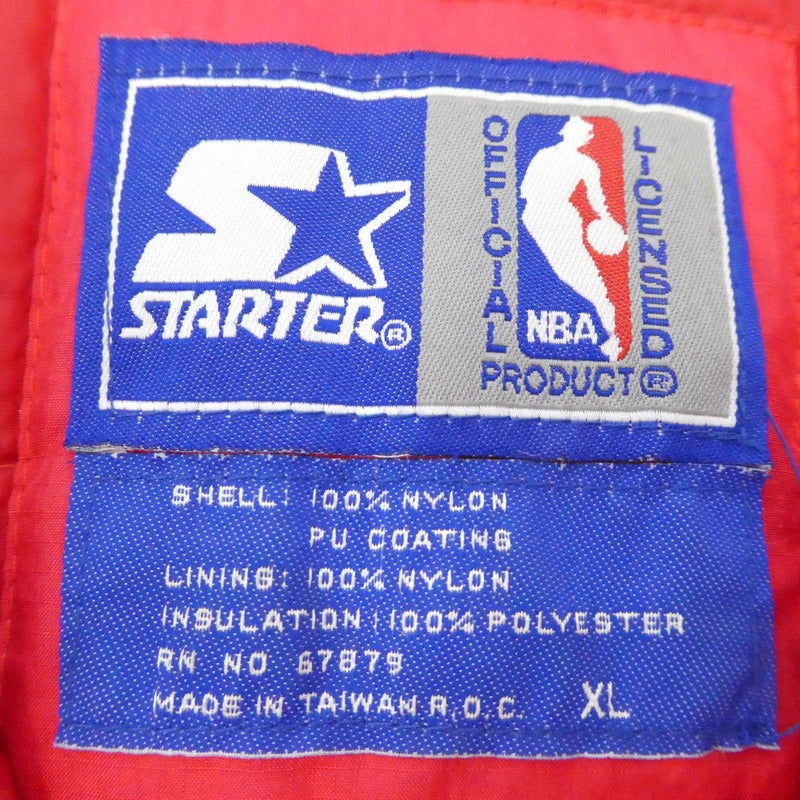 STARTER®
OFFICIAL
LICENSED
NBA
PRODUCT®
SHELL: 100% NYLON
PU COATING
LINING: 100% NYLON
INSULATION: 100% POLYESTER
RN NO 67879
MADE IN TAIWAN R.O.C. XL